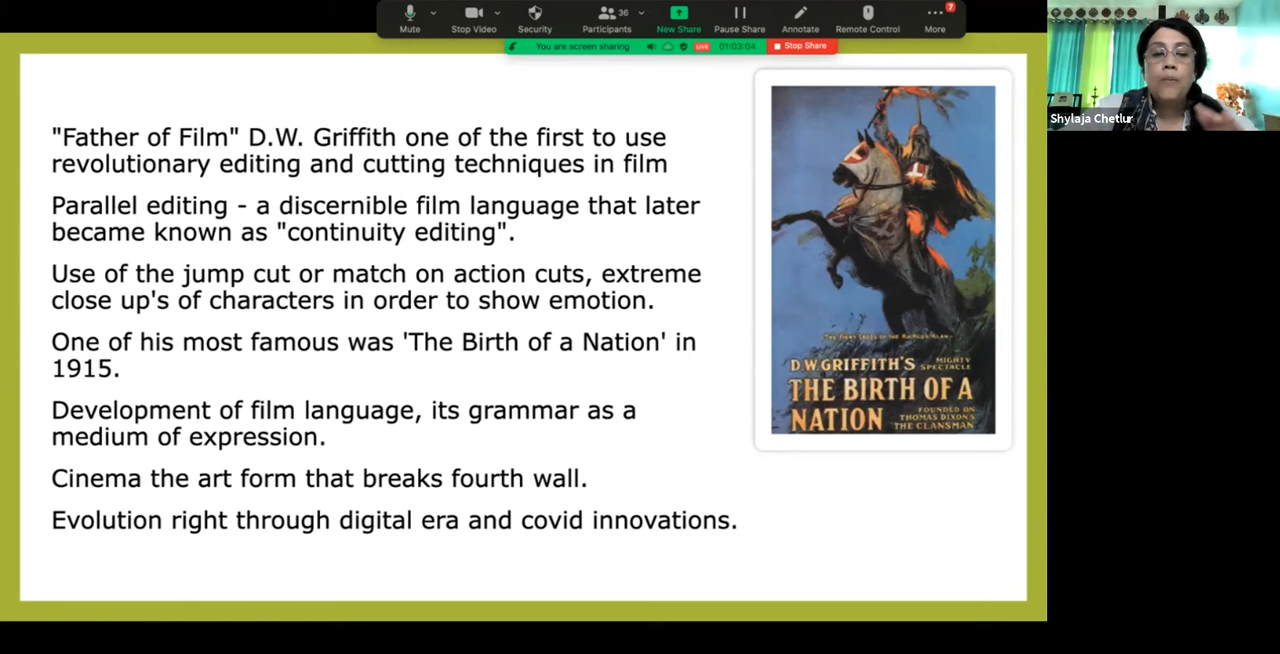 Mute
Stop Video
Security
Participants
36
New Share
Pause Share
Annotate
Remote Control
More
7
You are screen sharing
LIVE
01:03:04
Stop Share
Shylaja Chetlur
"Father of Film" D.W. Griffith one of the first to use
revolutionary editing and cutting techniques in film
Parallel editing - a discernible film language that later
became known as "continuity editing".
Use of the jump cut or match on action cuts, extreme
close up's of characters in order to show emotion.
One of his most famous was 'The Birth of a Nation' in
1915.
Development of film language, its grammar as a
medium of expression.
Cinema the art form that breaks fourth wall.
Evolution right through digital era and covid innovations.
D.W. GRIFFITH'S
MIGHTY
SPECTACLE
THE BIRTH OF A
NATION
FOUNDED ON
THOMAS DIXON'S
THE CLANSMAN